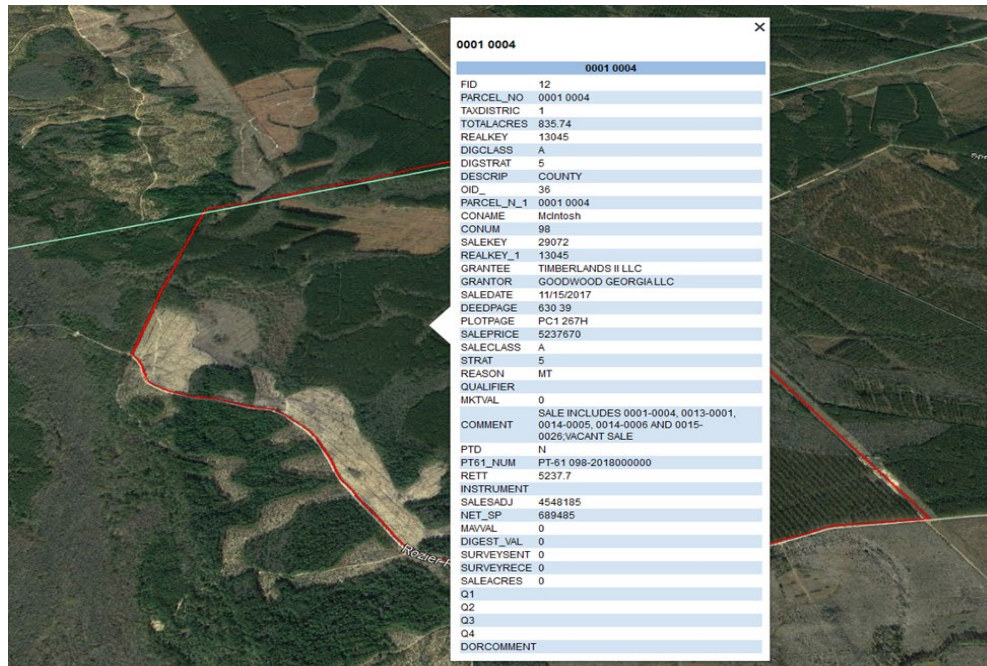 0001 0004
0001 0004
FID 12
PARCEL_NO 0001 0004
TAXDISTRIC 1
TOTALACRES 835.74
REALKEY 13045
DIGCLASS A
DIGSTRAT 5
DESCRIP COUNTY
OID_ 36
PARCEL_N_1 0001 0004
CONAME McIntosh
CONUM 98
SALEKEY 29072
REALKEY_1 13045
GRANTEE TIMBERLANDS II LLC
GRANTOR GOODWOOD GEORGIA LLC
SALEDATE 11/15/2017
DEEDPAGE 630 39
PLOTPAGE PC1 267H
SALEPRICE 5237670
SALECLASS A
STRAT 5
REASON MT
QUALIFIER
MKTVAL 0
COMMENT SALE INCLUDES 0001-0004, 0013-0001,
0014-0005, 0014-0006 AND 0015-
0026;VACANT SALE
PTD N
PT61_NUM PT-61 098-2018000000
RETT 5237.7
INSTRUMENT
SALESADJ 4548185
NET_SP 689485
MAVVAL 0
DIGEST_VAL 0
SURVEYSENT 0
SURVEYRECE 0
SALEACRES 0
Q1
Q2
Q3
Q4
DORCOMMENT
Rozier